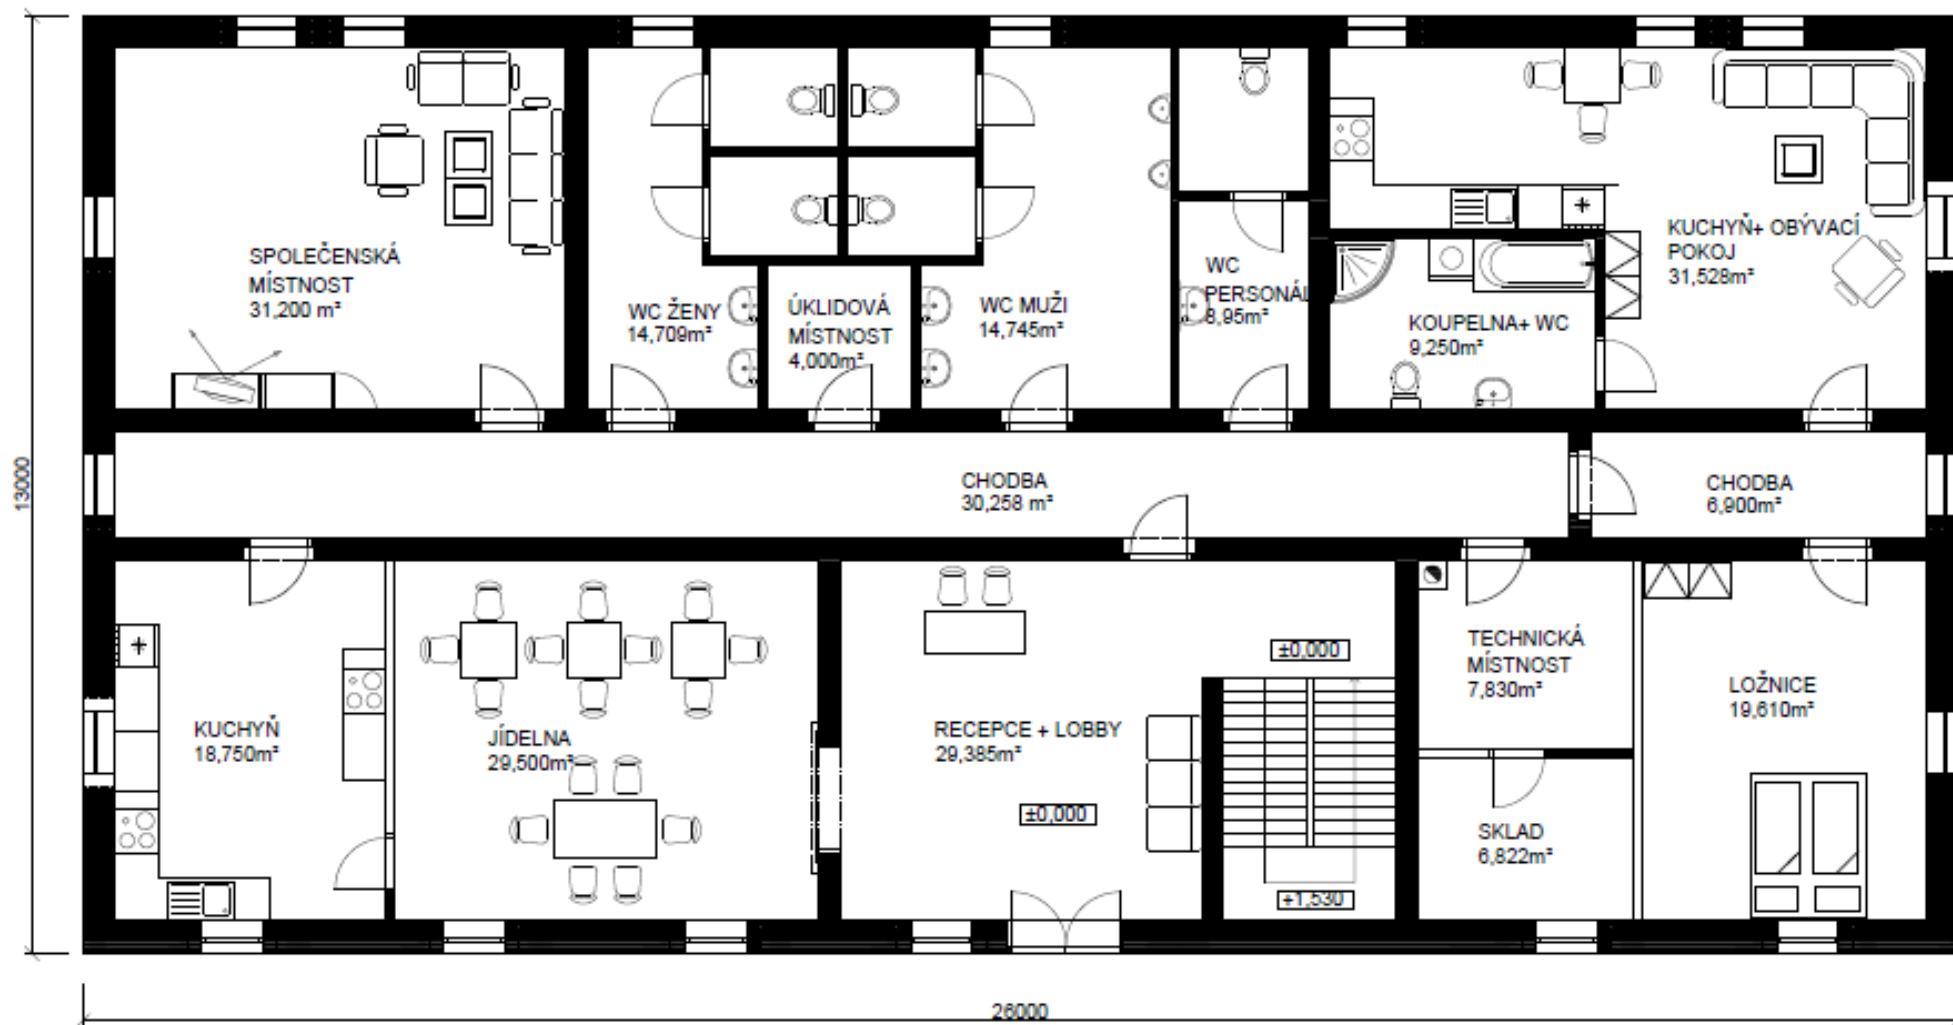 SPOLEČENSKÁ
MÍSTNOST
31,200 m²
WC ŽENY
14,709m²
ÚKLIDOVÁ
MÍSTNOST
4,000m²
WC MUŽI
14,745m²
WC
PERSONÁL
8,95m²
KOUPELNA+ WC
9,250m²
KUCHYŇ+ OBÝVACÍ
POKOJ
31,528m²
13000
CHODBA
30,258 m²
CHODBA
6,900m²
KUCHYŇ
18,750m²
JÍDELNA
29,500m²
RECEPCE + LOBBY
29,385m²
±0,000
±0,000
+1,530
TECHNICKÁ
MÍSTNOST
7,830m²
SKLAD
6,822m²
LOŽNICE
19,610m²
26000